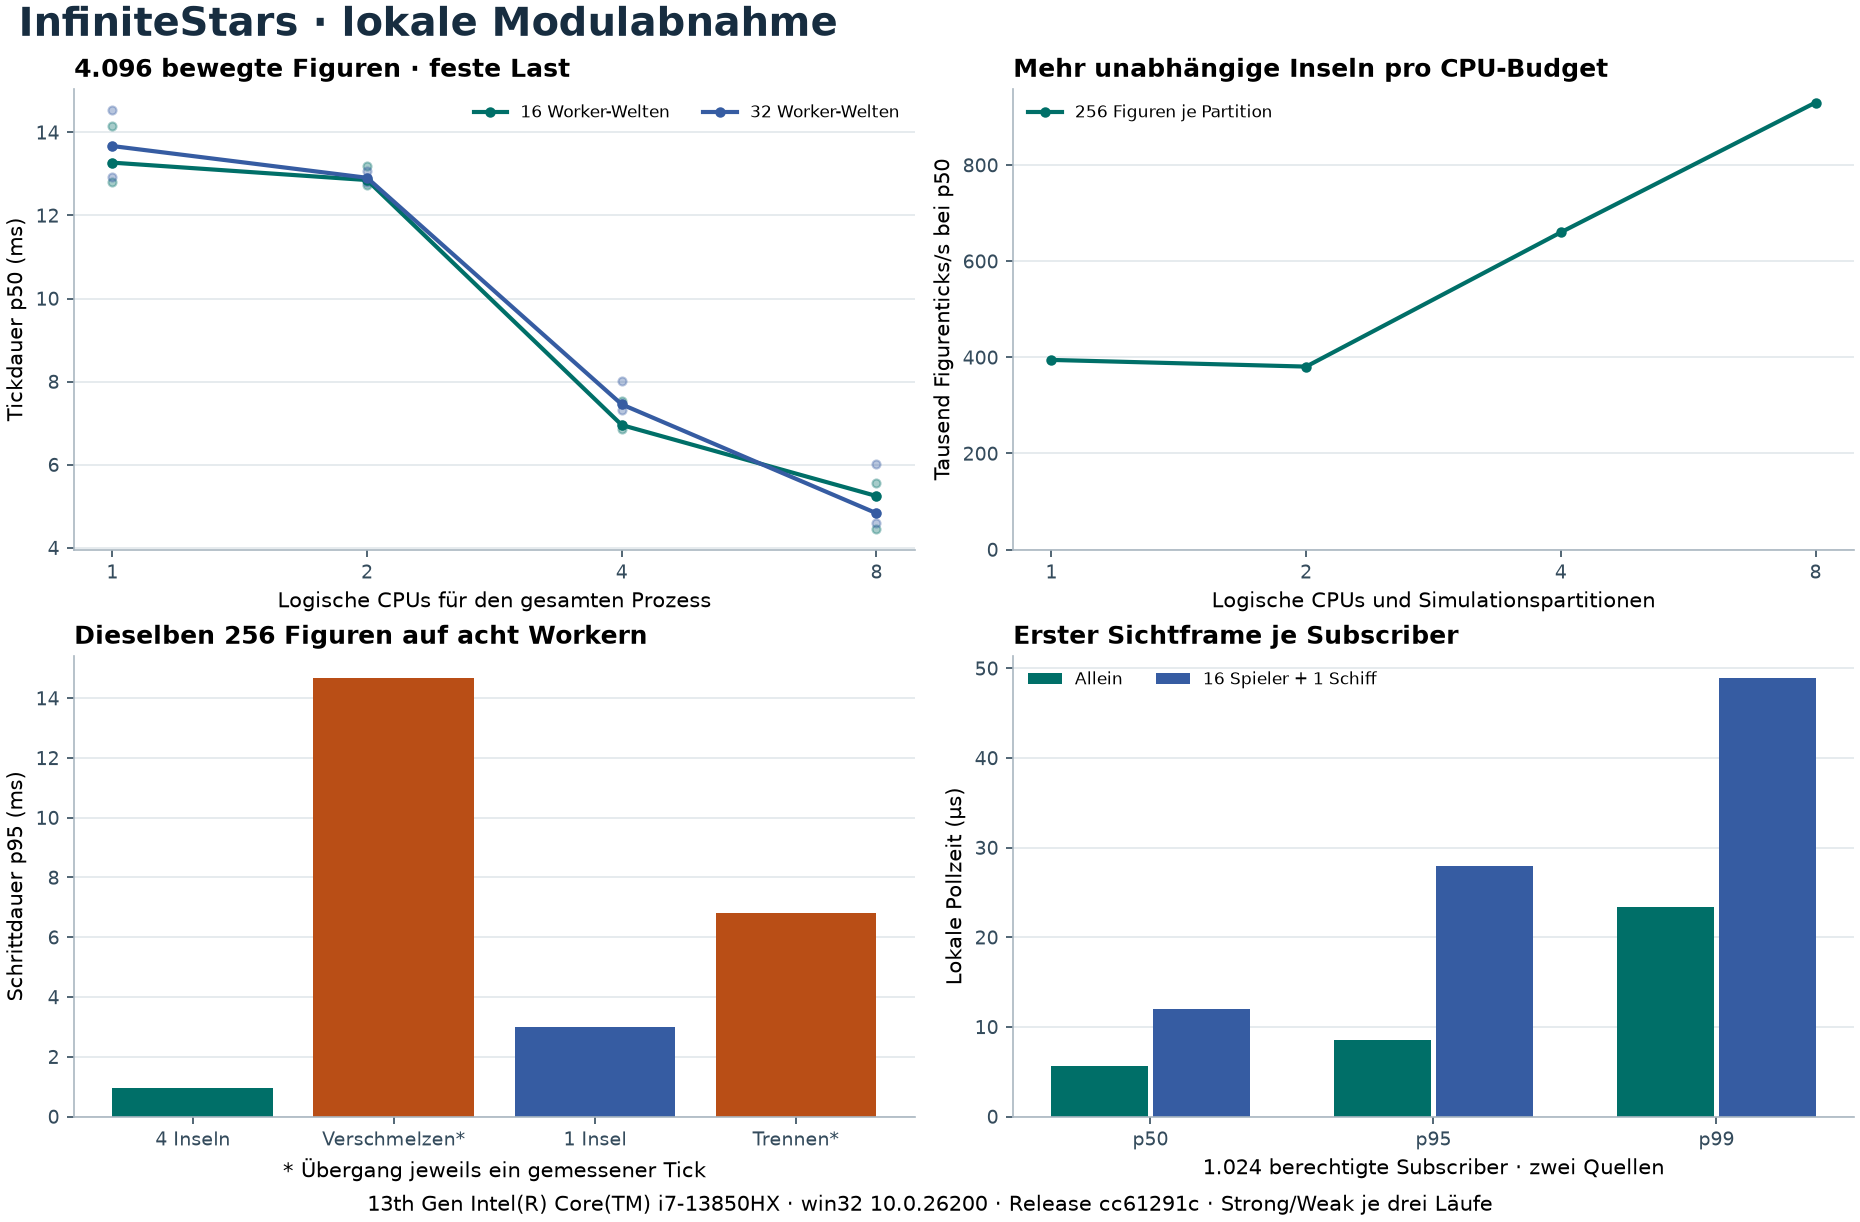 InfiniteStars · lokale Modulabnahme
4.096 bewegte Figuren · feste Last
16 Worker-Welten
32 Worker-Welten
Tickdauer p50 (ms)
14
12
10
8
6
4
1
2
4
8
Logische CPUs für den gesamten Prozess
Mehr unabhängige Inseln pro CPU-Budget
256 Figuren je Partition
Tausend Figurenticks/s bei p50
800
600
400
200
0
1
2
4
8
Logische CPUs und Simulationspartitionen
Dieselben 256 Figuren auf acht Workern
Schrittdauer p95 (ms)
14
12
10
8
6
4
2
0
4 Inseln
Verschmelzen*
1 Insel
Trennen*
* Übergang jeweils ein gemessener Tick
Erster Sichtframe je Subscriber
Allein
16 Spieler + 1 Schiff
Lokale Pollzeit (µs)
50
40
30
20
10
0
p50
p95
p99
1.024 berechtigte Subscriber · zwei Quellen
13th Gen Intel(R) Core(TM) i7-13850HX · win32 10.0.26200 · Release cc61291c · Strong/Weak je drei Läufe